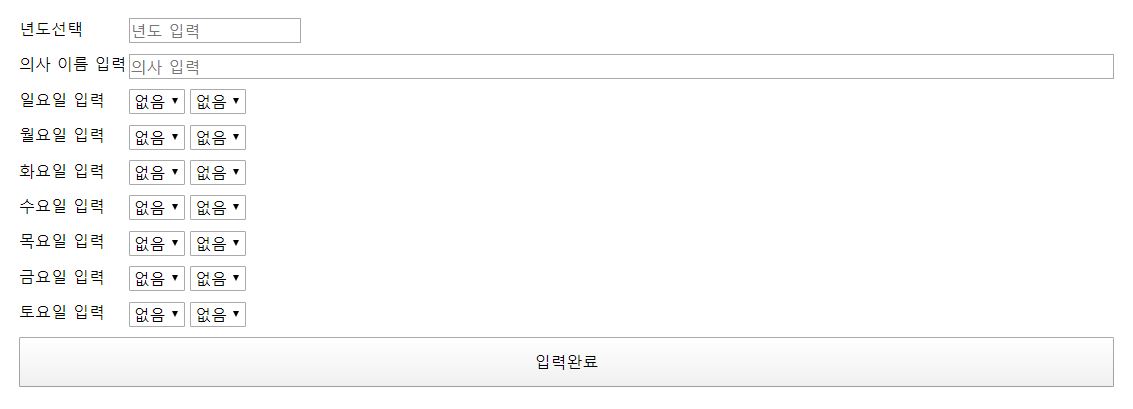 년도선택 년도 입력
의사 이름 입력 의사 입력
일요일 입력 없음 없음
월요일 입력 없음 없음
화요일 입력 없음 없음
수요일 입력 없음 없음
목요일 입력 없음 없음
금요일 입력 없음 없음
토요일 입력 없음 없음
입력완료